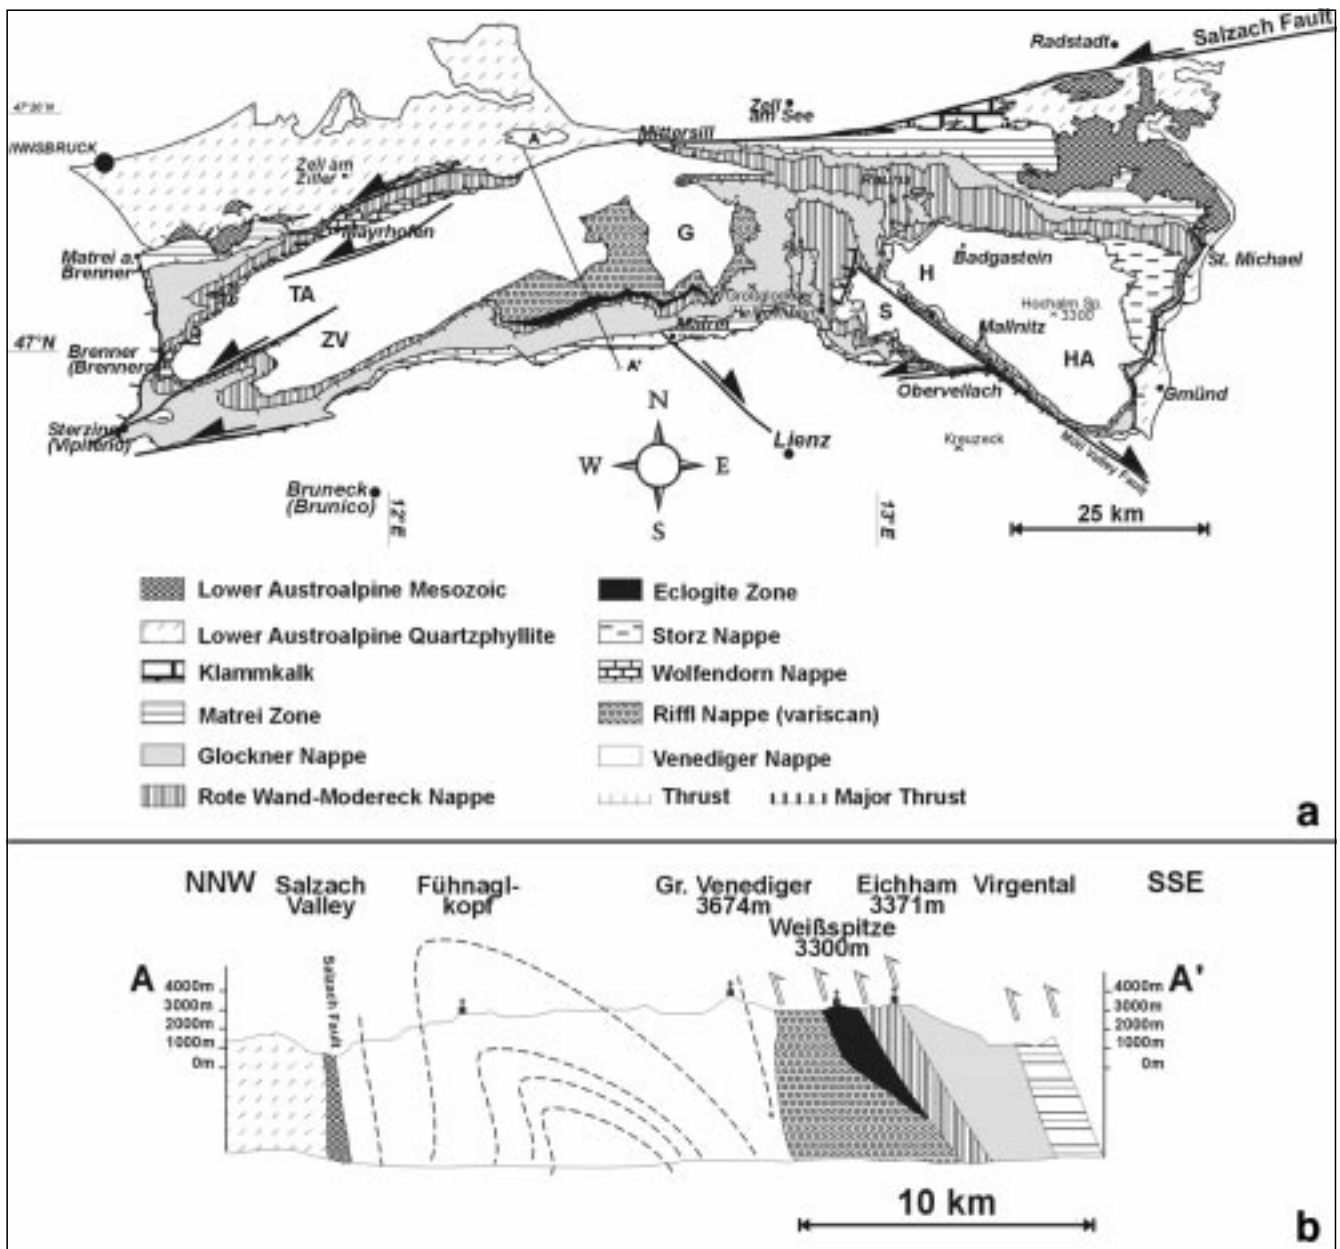 Salzach Fault
Radstadt
47°30'N
Zell
am See
INNSBRUCK
Mittersill
A
Zell am
Ziller
Mayrhofen
G
Matrei a.
Brenner
Badgastein
St. Michael
H
TA
Hochalm Sp.
3300
S
Mallnitz
ZV
Matrei
47°N
HA
Brenner
(Brennero)
A'
Obervellach
Gmünd
Sterzing
(Vipiteno)
N
Lienz
Kreuzeck
Möll Valley Fault
W
E
Bruneck
(Brunico)
12°E
13°E
S
25 km
Lower Austroalpine Mesozoic
Eclogite Zone
Lower Austroalpine Quartzphyllite
Storz Nappe
Klammkalk
Wolfendorn Nappe
Matrei Zone
Riffl Nappe (variscan)
Glockner Nappe
Venediger Nappe
Rote Wand-Modereck Nappe
Thrust
Major Thrust
a
NNW
Salzach
Valley
Fühnagl-
kopf
Gr. Venediger
3674m
Eichham
3371m
Virgental
SSE
Weißspitze
3300m
A
A'
Salzach Fault
4000m
3000m
2000m
1000m
0m
4000m
3000m
2000m
1000m
0m
10 km
b